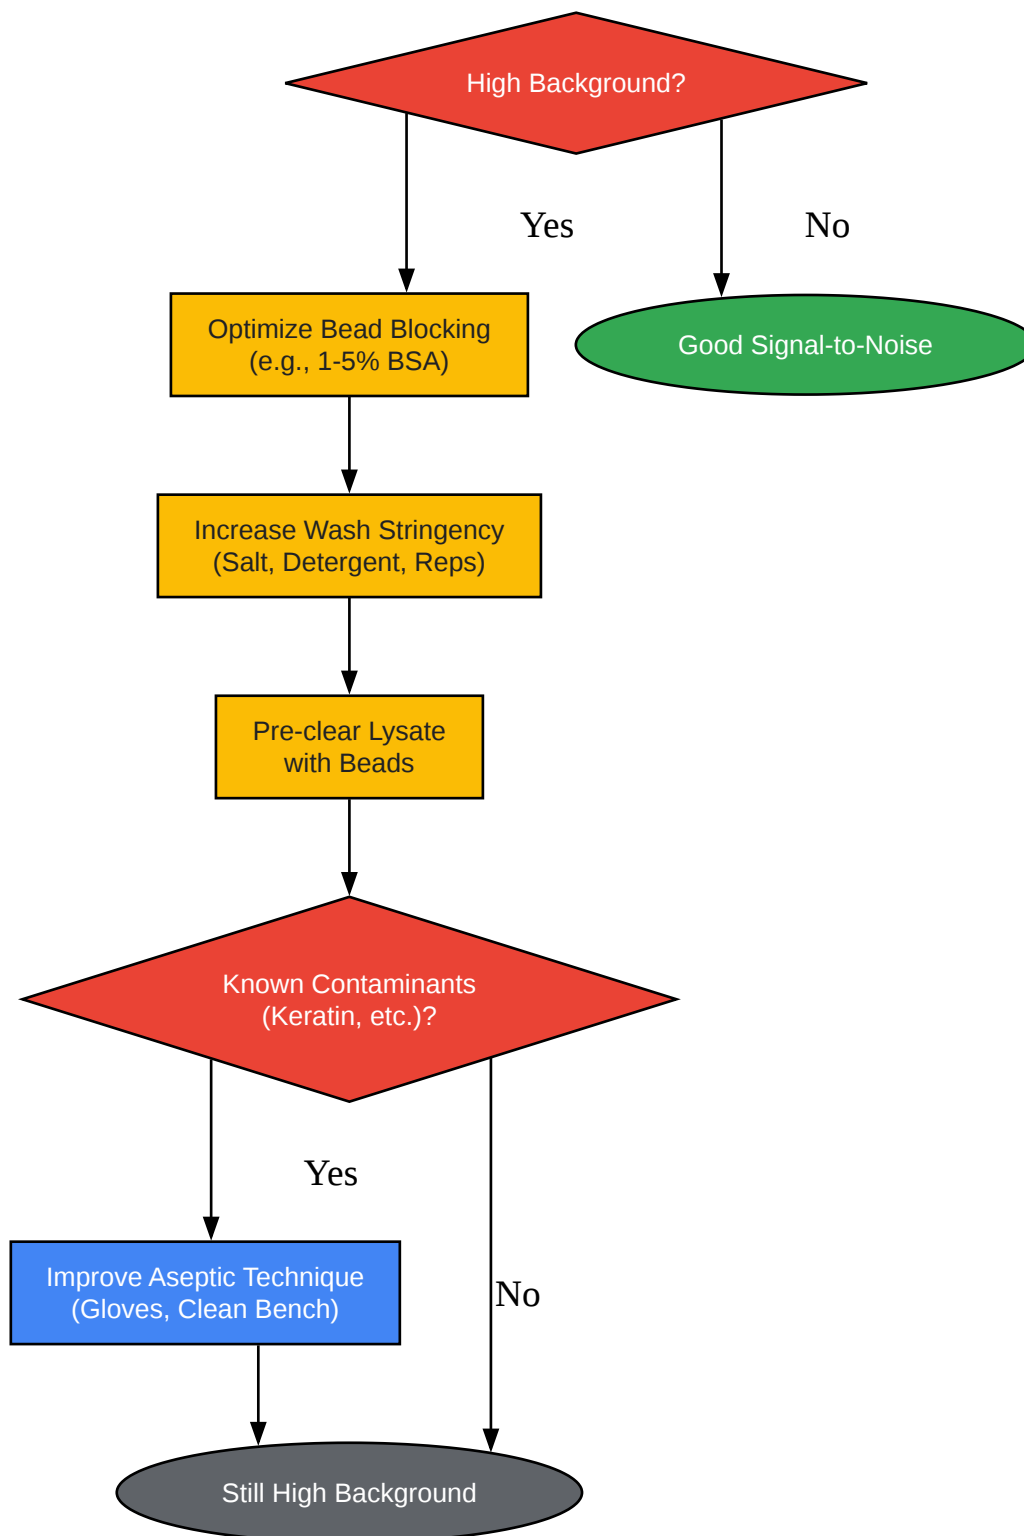 High Background?
Yes
No
Optimize Bead Blocking
(e.g., 1-5% BSA)
Good Signal-to-Noise
Increase Wash Stringency
(Salt, Detergent, Reps)
Pre-clear Lysate
with Beads
Known Contaminants
(Keratin, etc.)?
Yes
Improve Aseptic Technique
(Gloves, Clean Bench)
No
Still High Background